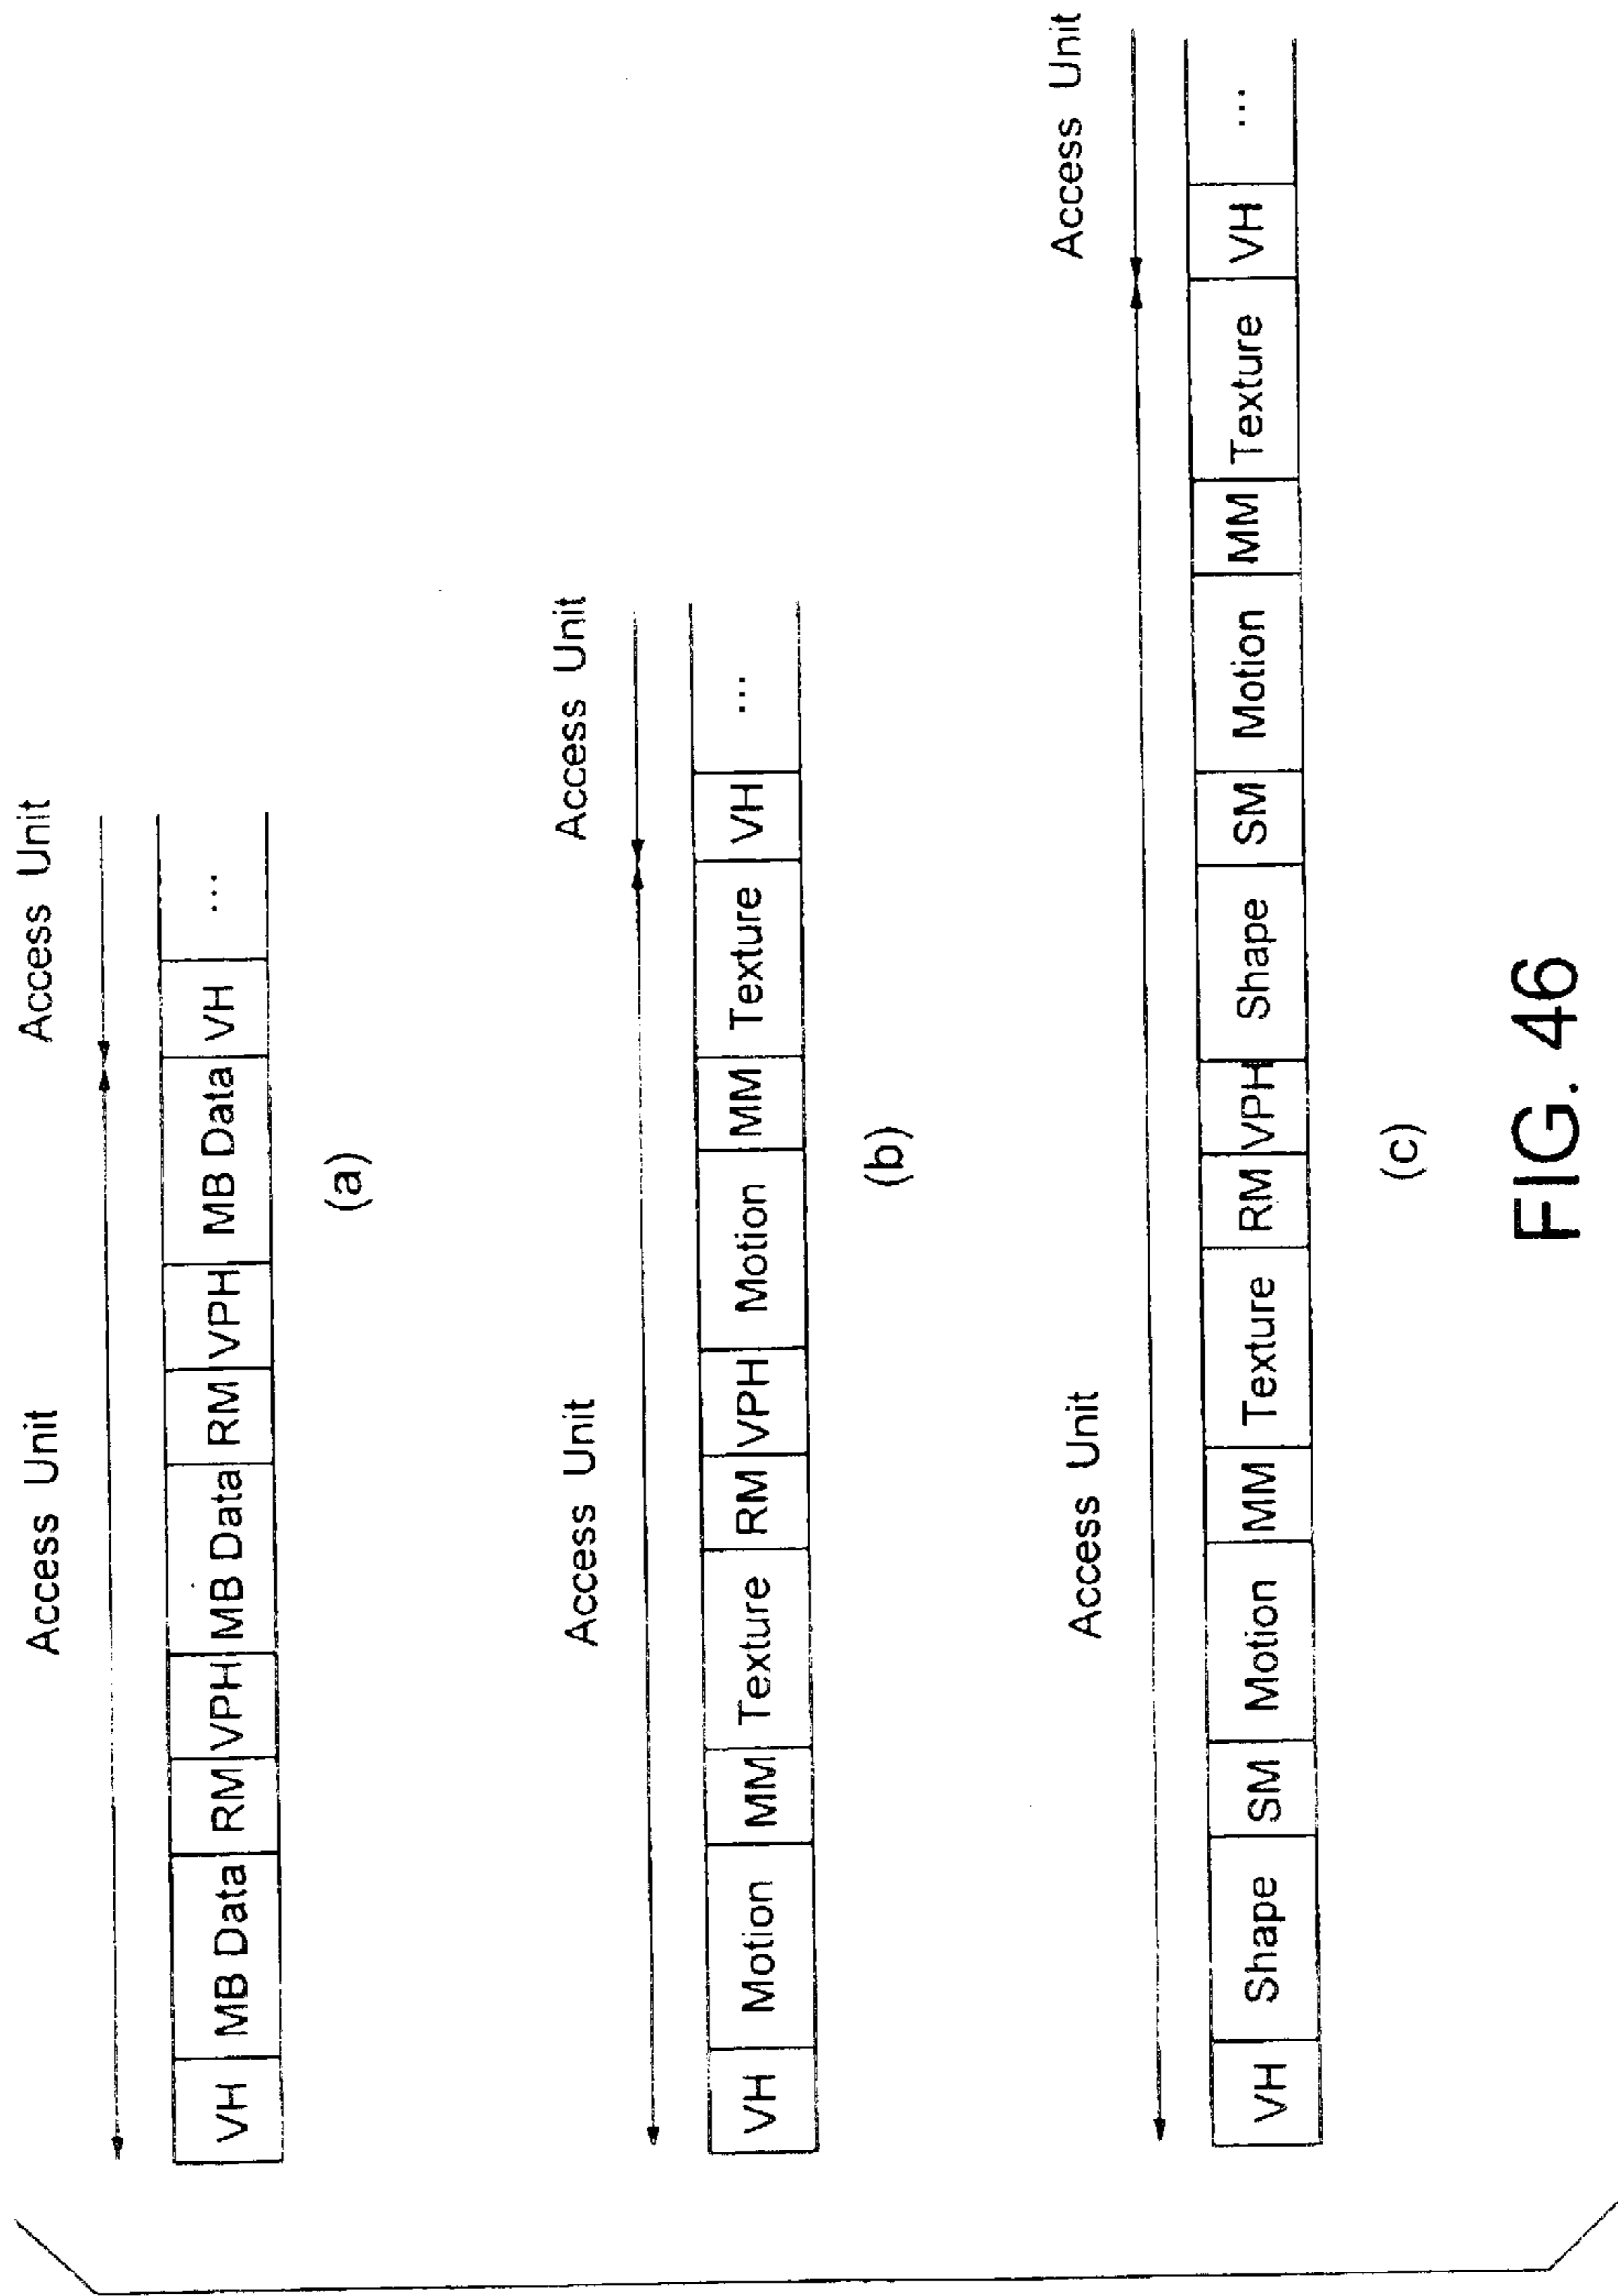 Access Unit Access Unit
VH MB Data RM VPH MB Data RM VPH MB Data VH ...
(a)
Access Unit Access Unit
VH Motion MM Texture RM VPH Motion MM Texture VH ...
(b)
Access Unit Access Unit
VH Shape SM Motion MM Texture RM VPH Shape SM Motion MM Texture VH ...
(c)
FIG. 46